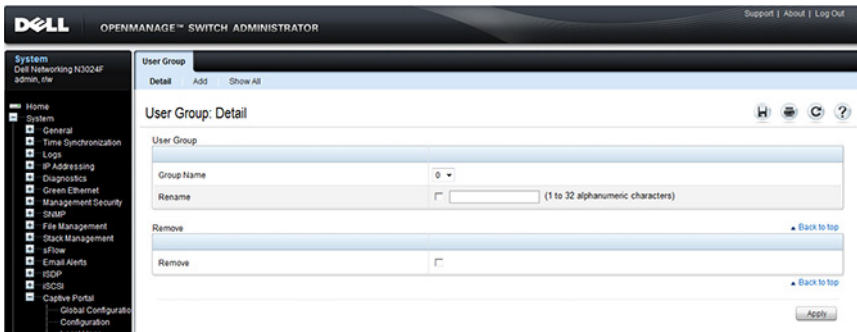 Support | About | Log Out
DELL OPENMANAGE™ SWITCH ADMINISTRATOR
System
Dell Networking N3024F
admin, r/w
Home
System
General
Time Synchronization
Logs
IP Addressing
Diagnostics
Green Ethernet
Management Security
SNMP
File Management
Stack Management
sFlow
Email Alerts
ISDP
iSCSI
Captive Portal
Global Configuratio
Configuration
User Group
Detail Add Show All
User Group: Detail
User Group
Group Name 0
Rename (1 to 32 alphanumeric characters)
Remove Back to top
Remove
Back to top
Apply